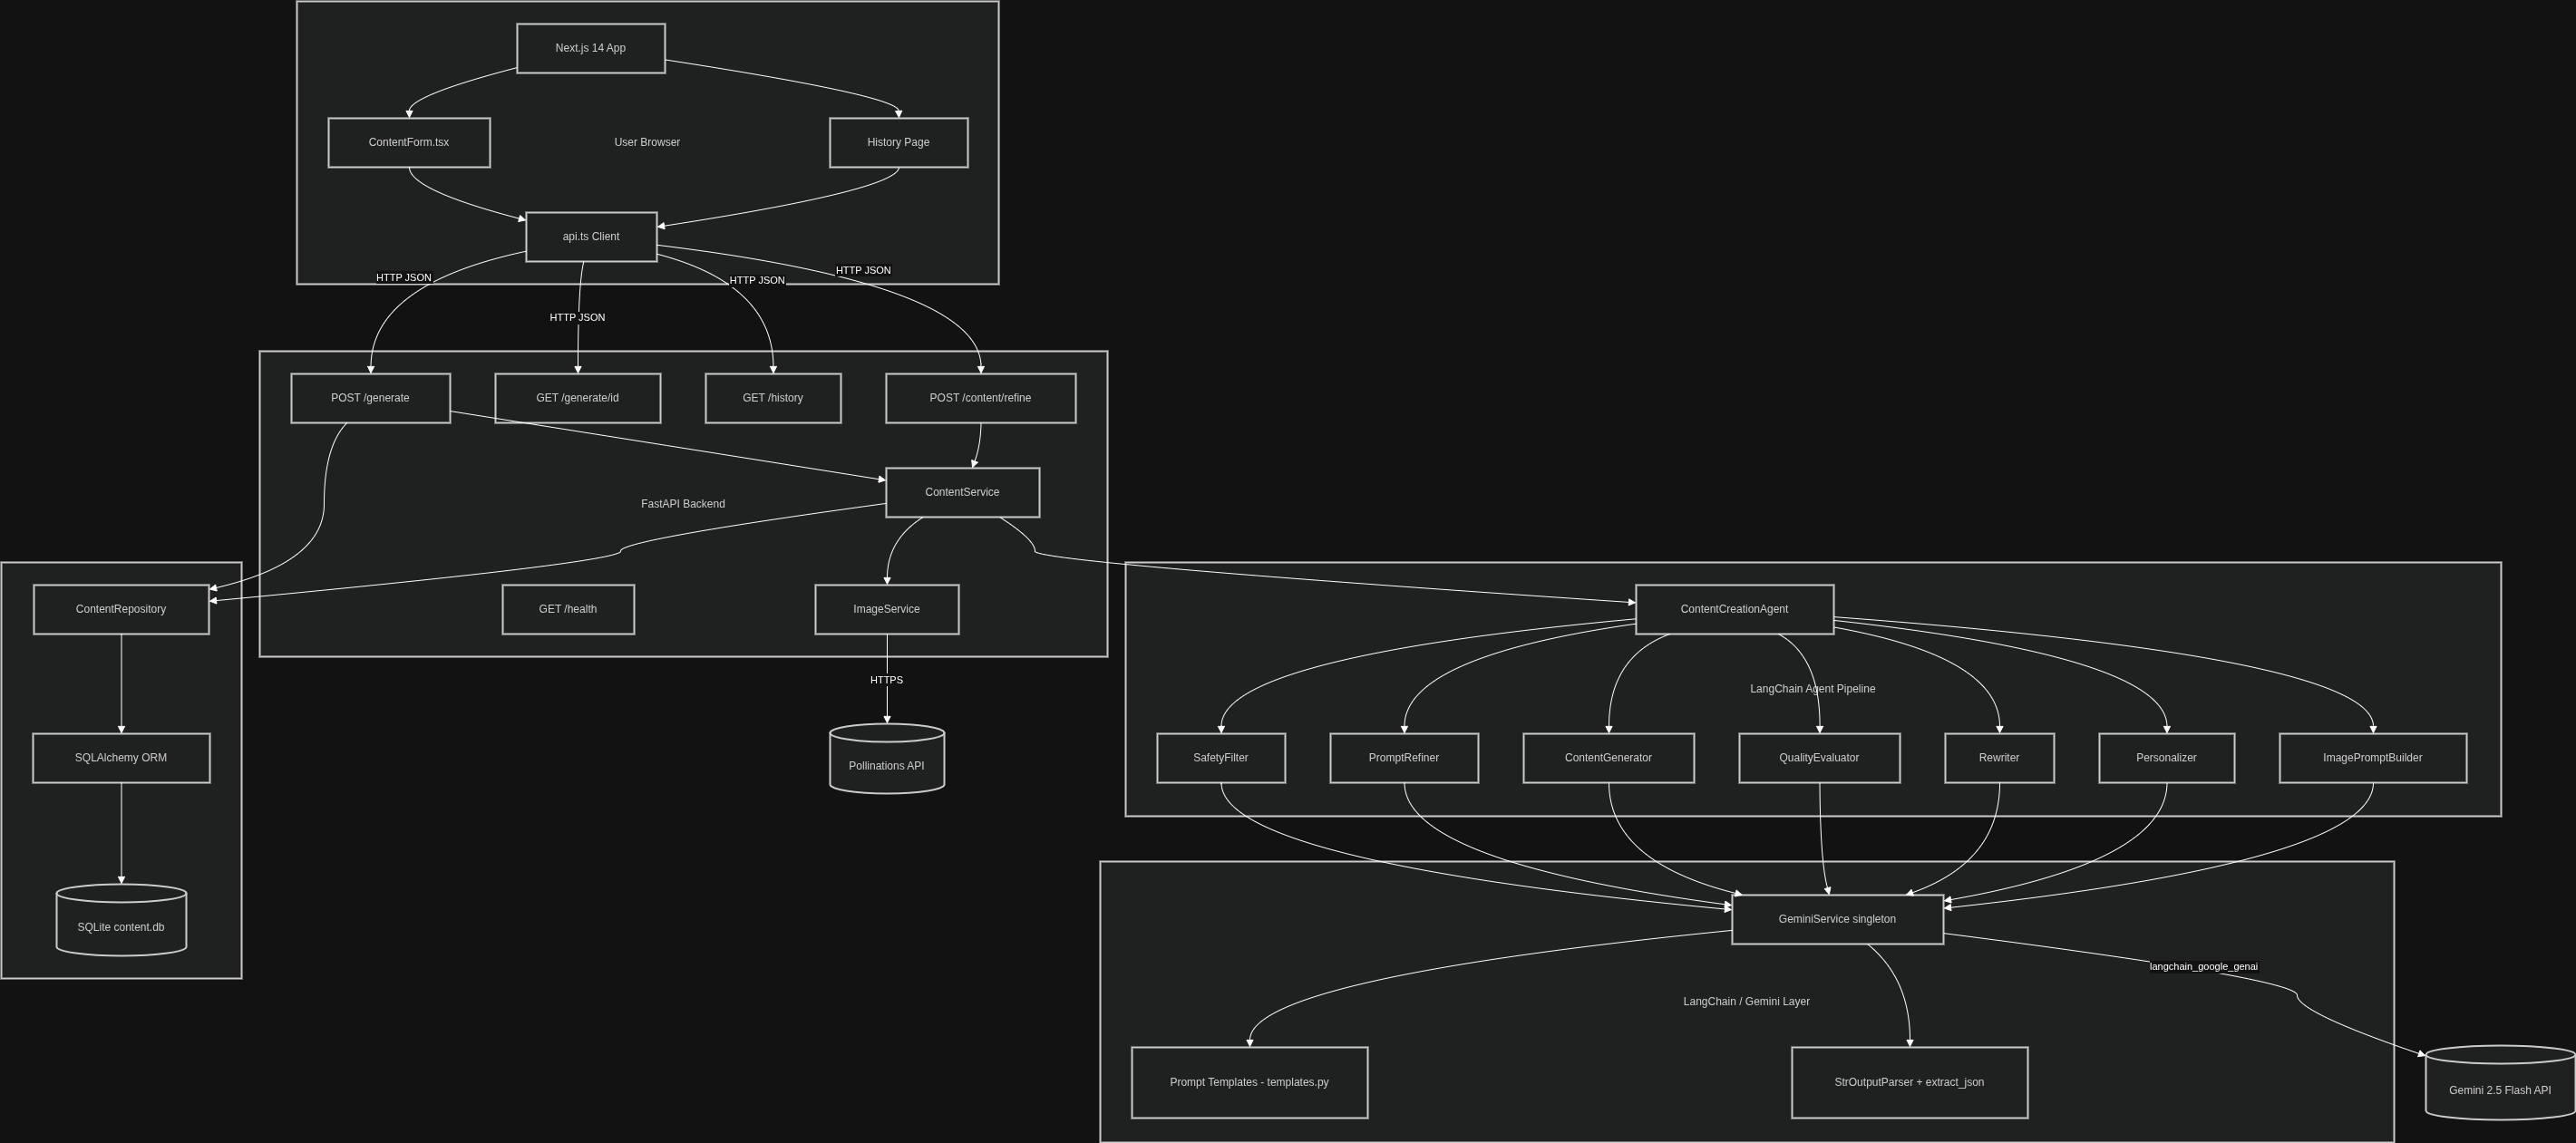 Next.js 14 App
ContentForm.tsx
User Browser
History Page
api.ts Client
HTTP JSON
HTTP JSON
HTTP JSON
HTTP JSON
POST /generate
GET /generate/id
GET /history
POST /content/refine
ContentService
FastAPI Backend
ContentRepository
GET /health
ImageService
ContentCreationAgent
HTTPS
LangChain Agent Pipeline
SQLAlchemy ORM
Pollinations API
SafetyFilter
PromptRefiner
ContentGenerator
QualityEvaluator
Rewriter
Personalizer
ImagePromptBuilder
SQLite content.db
GeminiService singleton
langchain_google_genai
LangChain / Gemini Layer
Prompt Templates - templates.py
StrOutputParser + extract_json
Gemini 2.5 Flash API